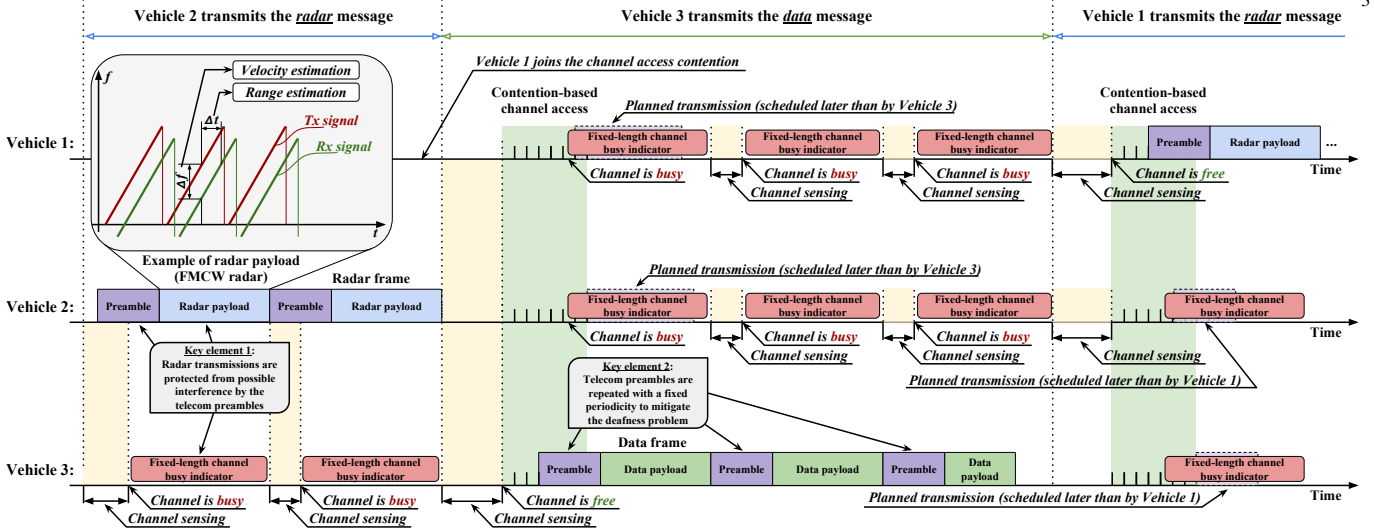 Vehicle 2 transmits the radar message
Vehicle 3 transmits the data message
Vehicle 1 transmits the radar message
f
Velocity estimation
Range estimation
Δt
Tx signal
Rx signal
Δf
t
Example of radar payload
(FMCW radar)
Vehicle 1 joins the channel access contention
Contention-based
channel access
Planned transmission (scheduled later than by Vehicle 3)
Contention-based
channel access
Vehicle 1:
Fixed-length channel
busy indicator
Fixed-length channel
busy indicator
Fixed-length channel
busy indicator
Preamble
Radar payload
...
Channel is busy
Channel sensing
Channel is busy
Channel sensing
Channel is busy
Channel sensing
Channel is free
Time
Radar frame
Planned transmission (scheduled later than by Vehicle 3)
Vehicle 2:
Preamble
Radar payload
Preamble
Radar payload
Fixed-length channel
busy indicator
Fixed-length channel
busy indicator
Fixed-length channel
busy indicator
Fixed-length channel
busy indicator
Channel is busy
Channel sensing
Channel is busy
Channel sensing
Channel is busy
Channel sensing
Time
Planned transmission (scheduled later than by Vehicle 1)
Key element 1:
Radar transmissions are
protected from possible
interference by the
telecom preambles
Key element 2:
Telecom preambles are
repeated with a fixed
periodicity to mitigate
the deafness problem
Data frame
Vehicle 3:
Fixed-length channel
busy indicator
Fixed-length channel
busy indicator
Preamble
Data payload
Preamble
Data payload
Preamble
Data
payload
Fixed-length channel
busy indicator
Channel is busy
Channel sensing
Channel is busy
Channel sensing
Channel is free
Channel sensing
Planned transmission (scheduled later than by Vehicle 1)
Time